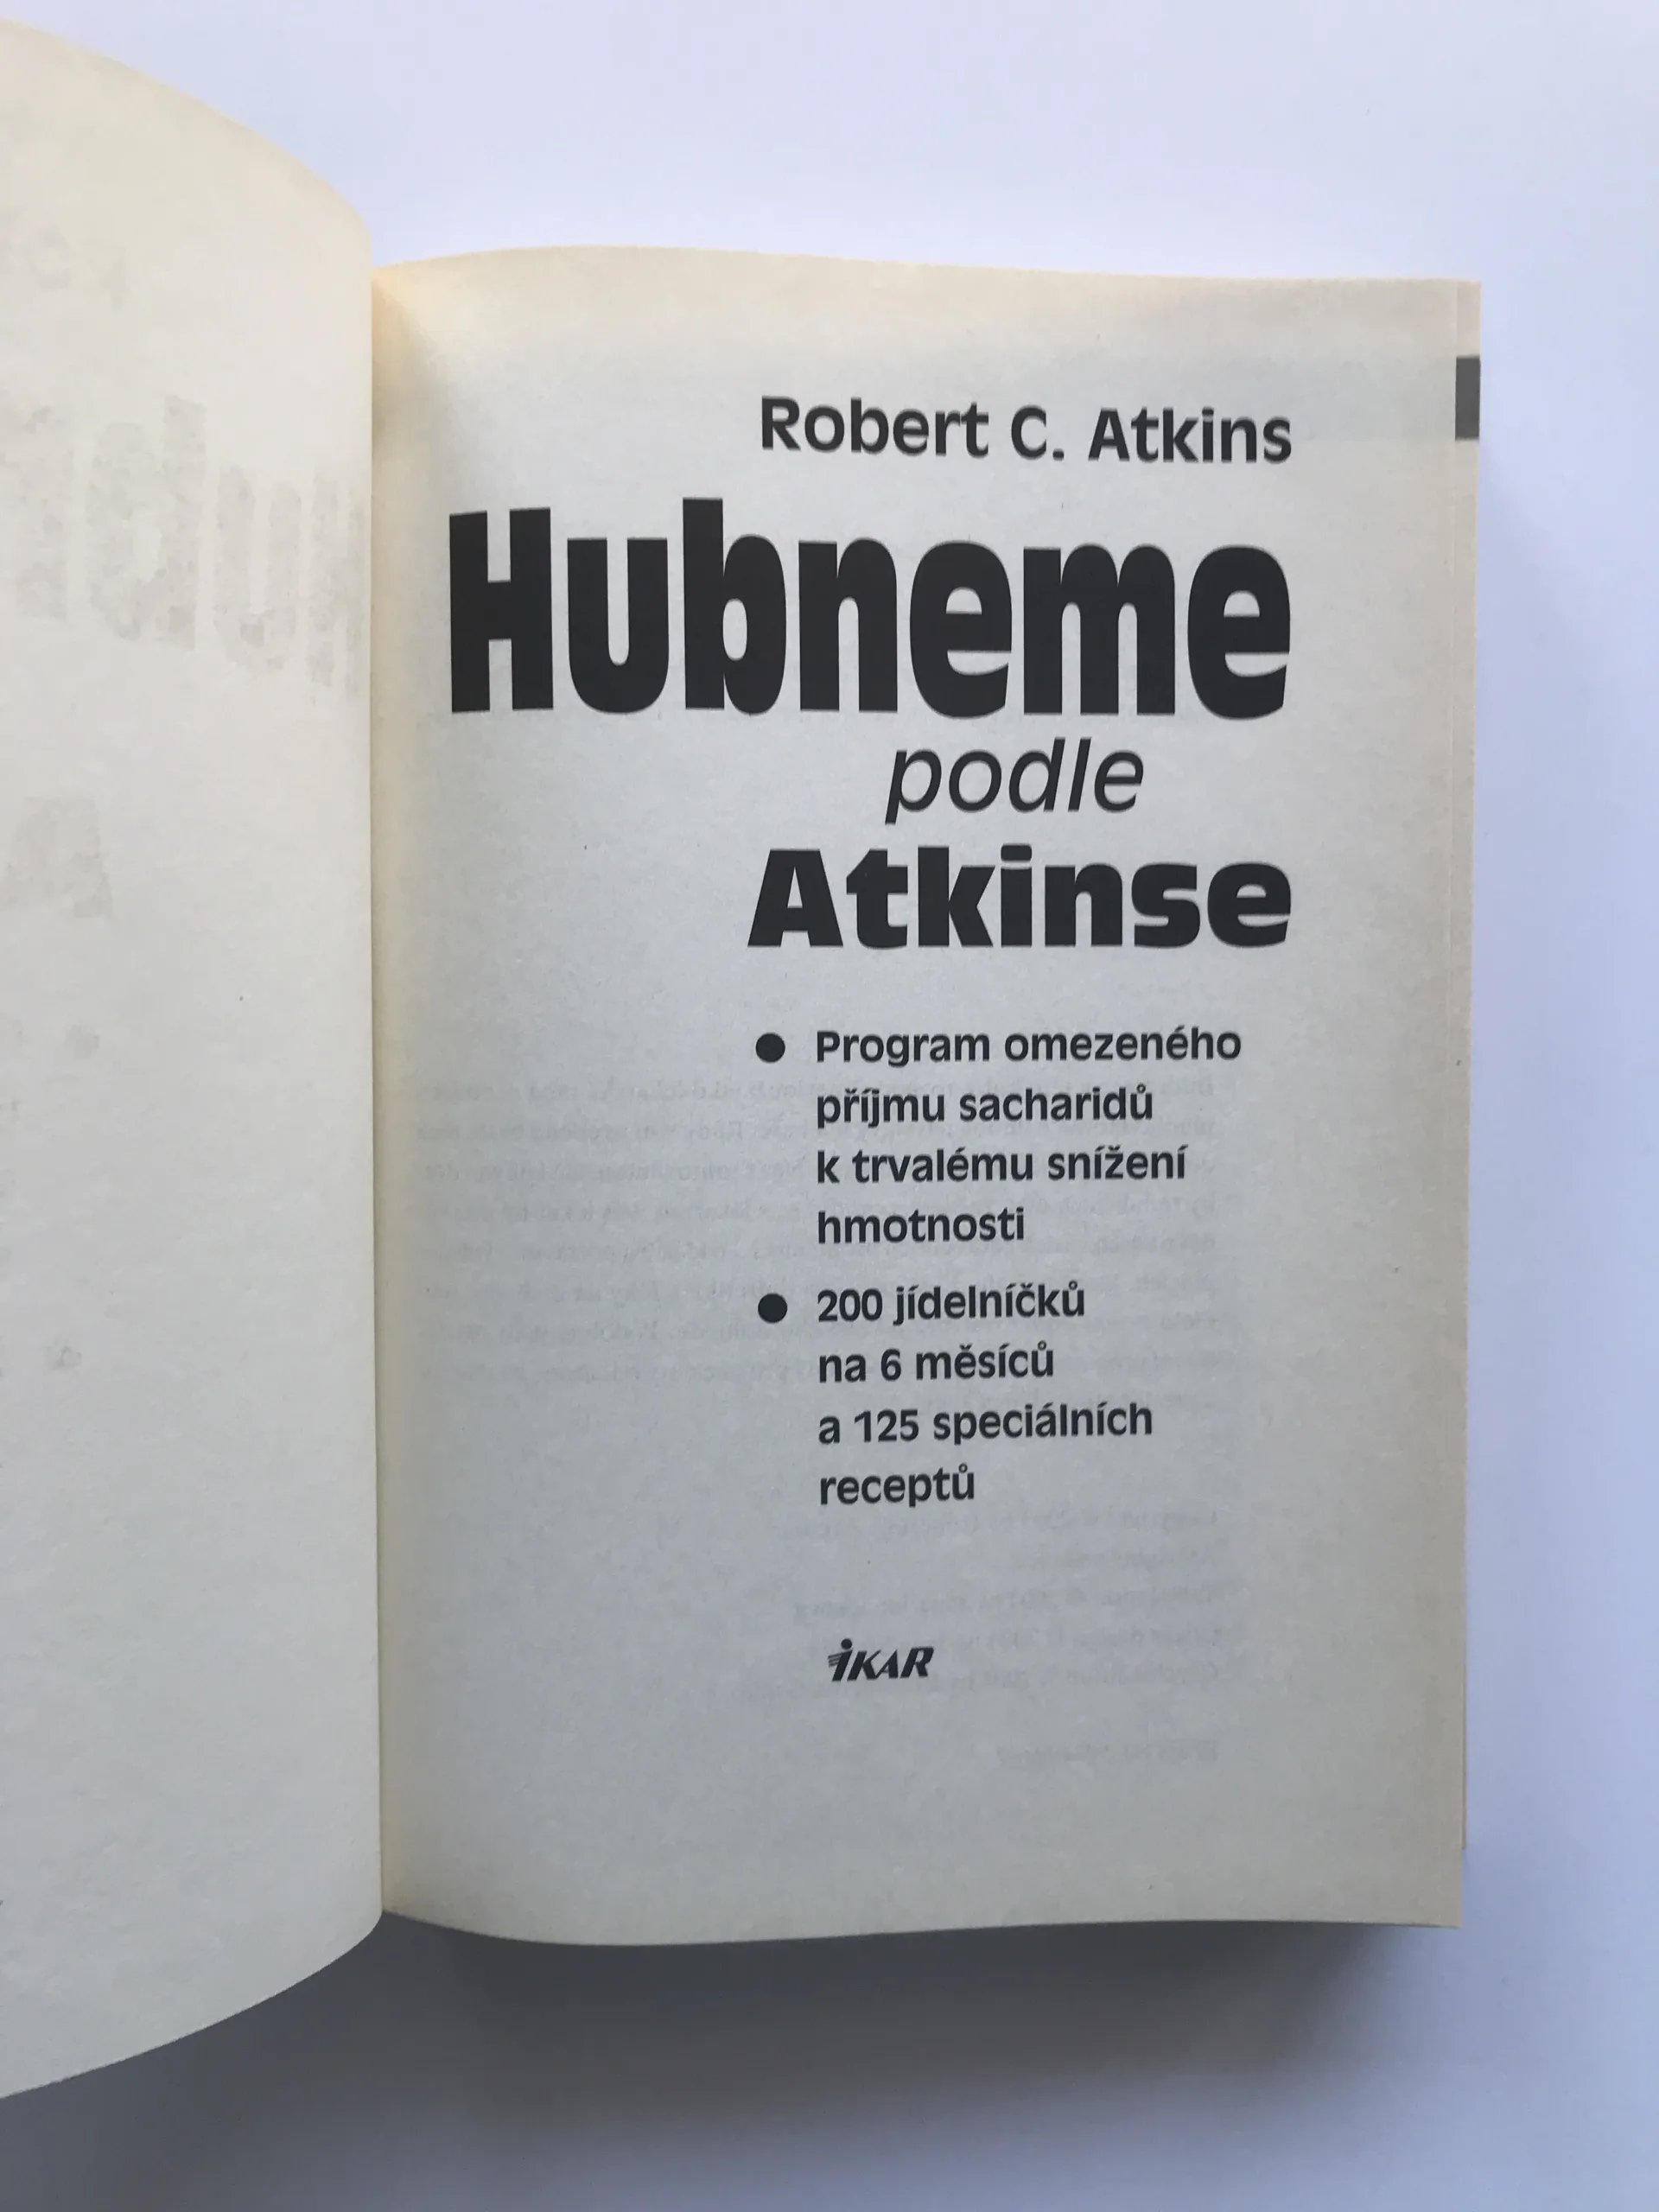 Robert C. Atkins
Hubneme
podle
Atkinse
● Program omezeného
příjmu sacharidů
k trvalému snížení
hmotnosti
● 200 jídelníčků
na 6 měsíců
a 125 speciálních
receptů
IKAR